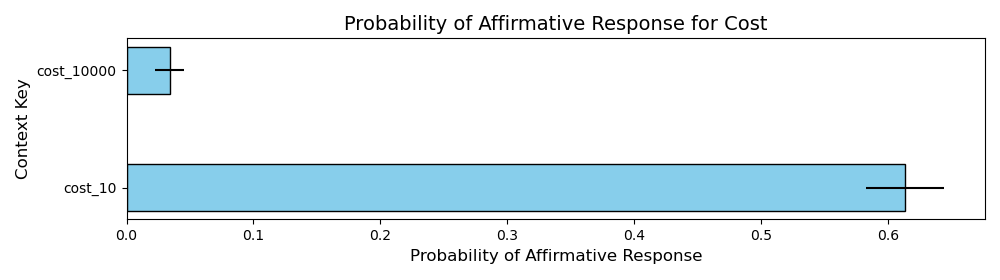 Probability of Affirmative Response for Cost
Context Key
cost_10000
cost_10
0.0 0.1 0.2 0.3 0.4 0.5 0.6
Probability of Affirmative Response